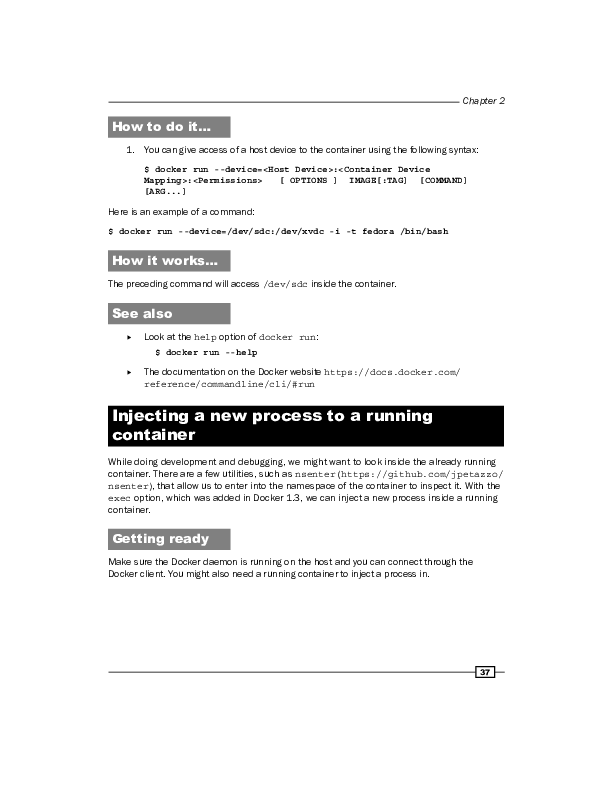 Chapter 2
How to do it...
1. You can give access of a host device to the container using the following syntax:
$ docker run --device=<Host Device>:<Container Device
Mapping>:<Permissions> [ OPTIONS ] IMAGE[:TAG] [COMMAND]
[ARG...]
Here is an example of a command:
$ docker run --device=/dev/sdc:/dev/xvdc -i -t fedora /bin/bash
How it works...
The preceding command will access /dev/sdc inside the container.
See also
▸ Look at the help option of docker run:
$ docker run --help
▸ The documentation on the Docker website https://docs.docker.com/
reference/commandline/cli/#run
Injecting a new process to a running
container
While doing development and debugging, we might want to look inside the already running
container. There are a few utilities, such as nsenter (https://github.com/jpetazzo/
nsenter), that allow us to enter into the namespace of the container to inspect it. With the
exec option, which was added in Docker 1.3, we can inject a new process inside a running
container.
Getting ready
Make sure the Docker daemon is running on the host and you can connect through the
Docker client. You might also need a running container to inject a process in.
37